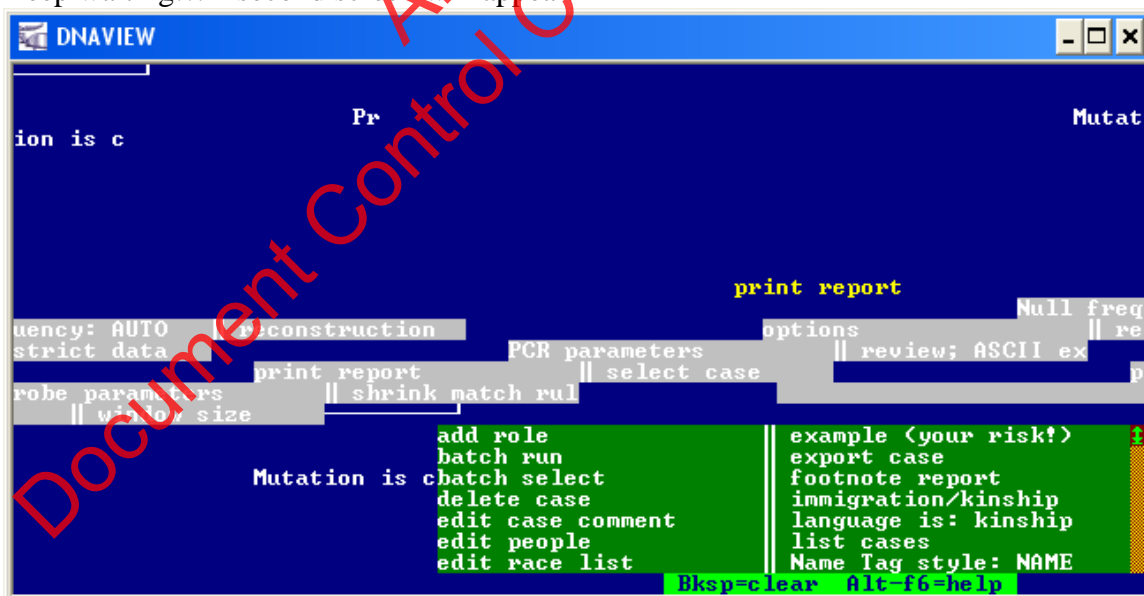 DNAVIEW
Pr Mutat
ion is c
print report
Null freq
uency: AUTO || reconstruction options || re
strict data PCR parameters || review; ASCII ex
print report || select case p
robe parameters || shrink match rul
|| window size
add role || example (your risk!)
batch run || export case
Mutation is cbatch select || footnote report
delete case || immigration/kinship
edit case comment || language is: kinship
edit people || list cases
edit race list || Name Tag style: NAME
Bksp=clear Alt-f6=help
Document Control